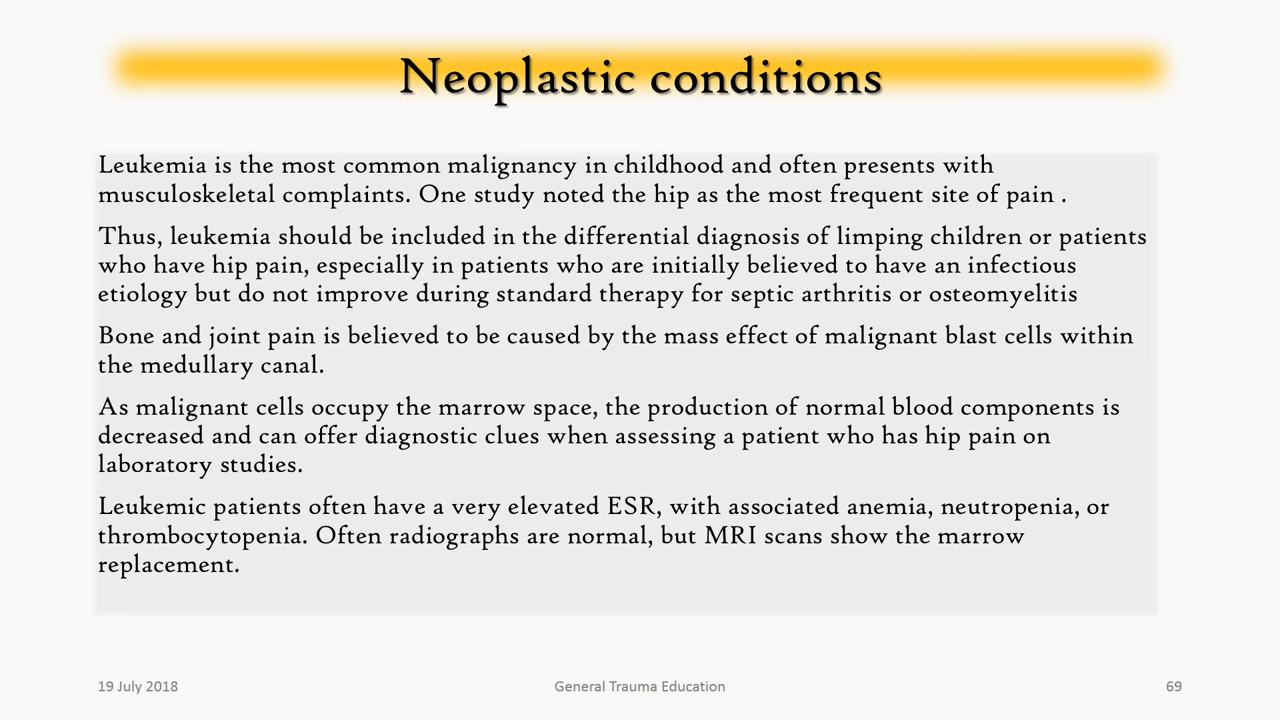 Neoplastic conditions
Leukemia is the most common malignancy in childhood and often presents with
musculoskeletal complaints. One study noted the hip as the most frequent site of pain .
Thus, leukemia should be included in the differential diagnosis of limping children or patients
who have hip pain, especially in patients who are initially believed to have an infectious
etiology but do not improve during standard therapy for septic arthritis or osteomyelitis
Bone and joint pain is believed to be caused by the mass effect of malignant blast cells within
the medullary canal.
As malignant cells occupy the marrow space, the production of normal blood components is
decreased and can offer diagnostic clues when assessing a patient who has hip pain on
laboratory studies.
Leukemic patients often have a very elevated ESR, with associated anemia, neutropenia, or
thrombocytopenia. Often radiographs are normal, but MRI scans show the marrow
replacement.
19 July 2018
General Trauma Education
69